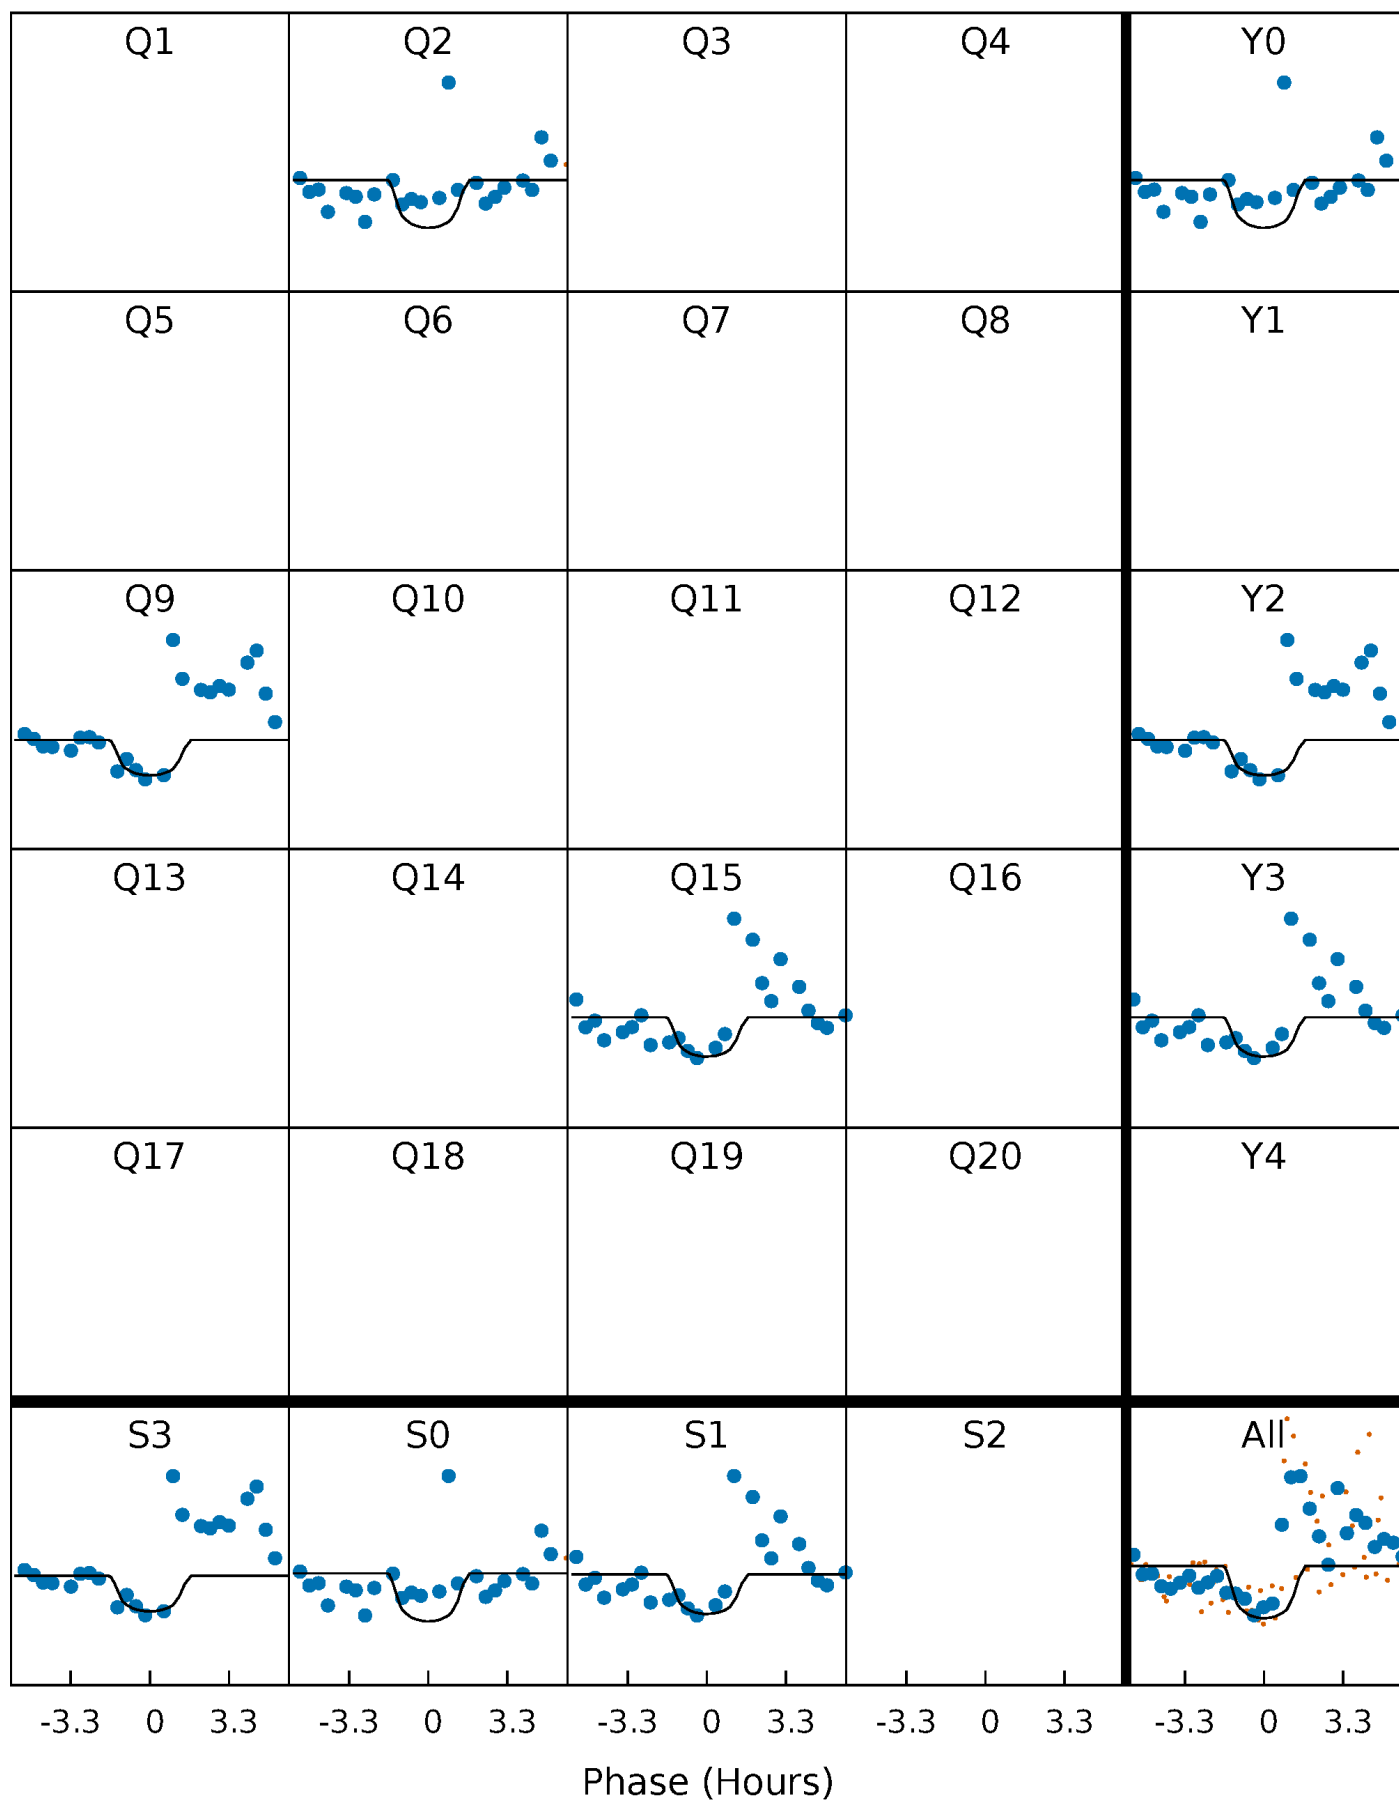 Q1 Q2 Q3 Q4 Y0
Q5 Q6 Q7 Q8 Y1
Q9 Q10 Q11 Q12 Y2
Q13 Q14 Q15 Q16 Y3
Q17 Q18 Q19 Q20 Y4
S3 S0 S1 S2 All
-3.3 0 3.3 -3.3 0 3.3 -3.3 0 3.3 -3.3 0 3.3 -3.3 0 3.3
Phase (Hours)